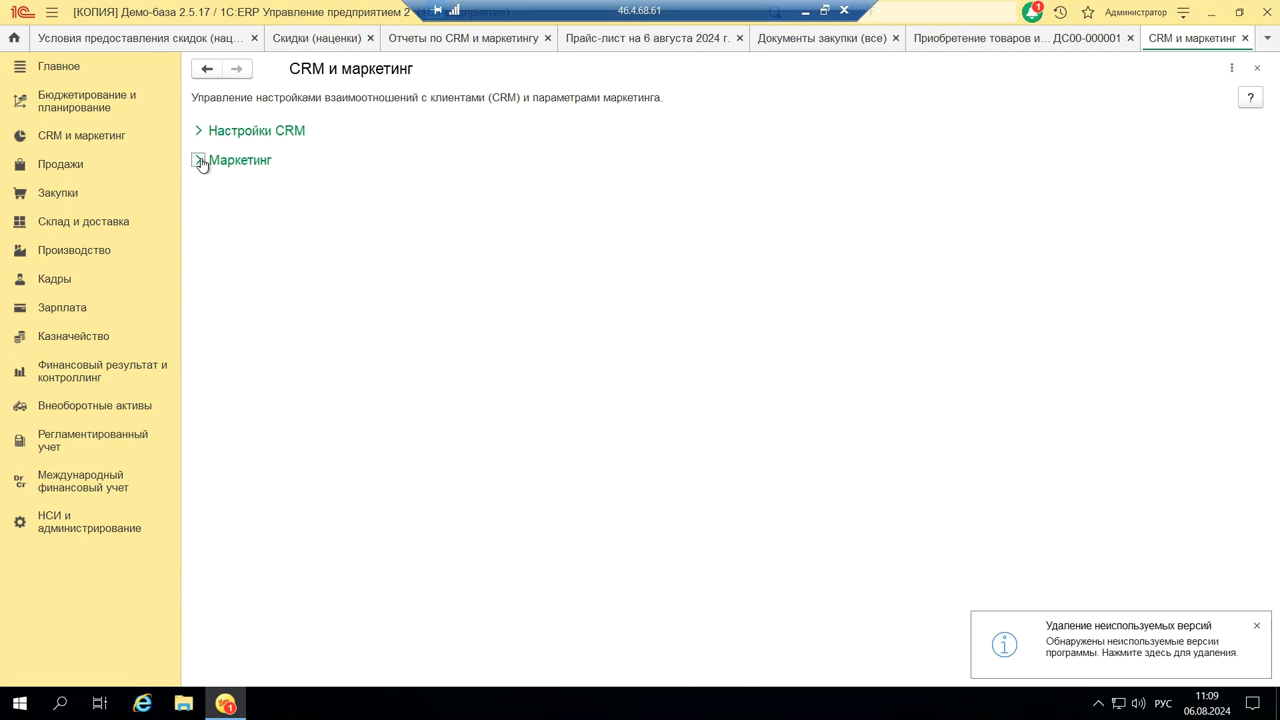 [КОПИЯ] Демо-база 2.5.17 / 1С:ERP Управление предприятием 2
46.4.68.61
1
Администратор
Условия предоставления скидок (нац...
Скидки (наценки)
Отчеты по CRM и маркетингу
Прайс-лист на 6 августа 2024 г.
Документы закупки (все)
Приобретение товаров и... ДС00-000001
CRM и маркетинг
Главное
Бюджетирование и
планирование
CRM и маркетинг
Продажи
Закупки
Склад и доставка
Производство
Кадры
Зарплата
Казначейство
Финансовый результат и
контроллинг
Внеоборотные активы
Регламентированный
учет
Международный
финансовый учет
НСИ и
администрирование
CRM и маркетинг
Управление настройками взаимоотношений с клиентами (CRM) и параметрами маркетинга.
?
Настройки CRM
Маркетинг
Удаление неиспользуемых версий
Обнаружены неиспользуемые версии
программы. Нажмите здесь для удаления.
1
РУС
11:09
06.08.2024